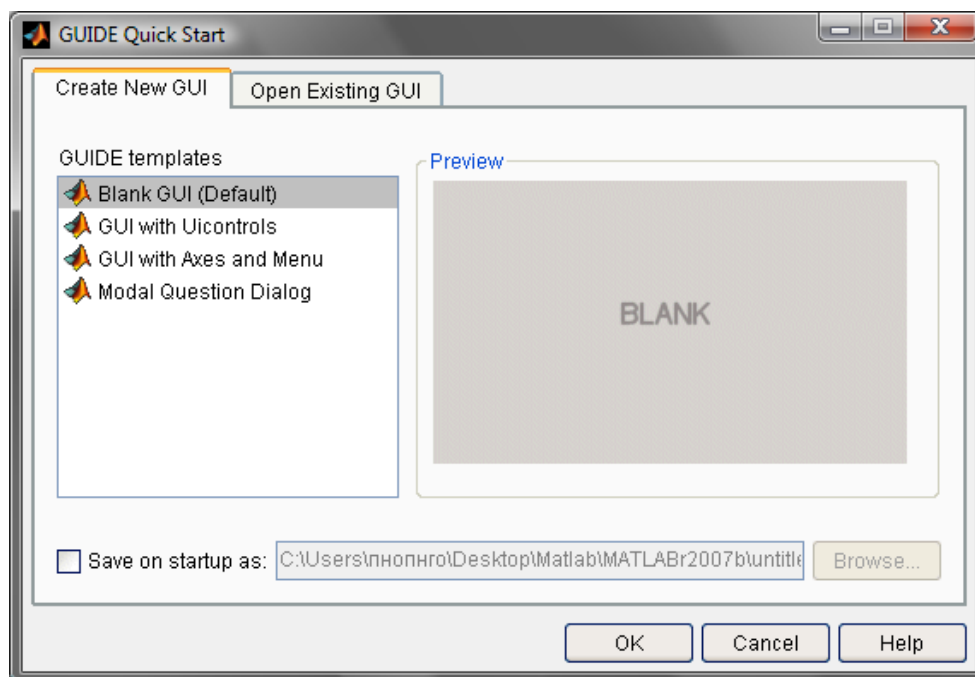 GUIDE Quick Start
Create New GUI
Open Existing GUI
GUIDE templates
Blank GUI (Default)
GUI with Uicontrols
GUI with Axes and Menu
Modal Question Dialog
Preview
BLANK
Save on startup as:
C:\Users\пнопнго\Desktop\Matlab\MATLABr2007b\untitle
Browse...
OK
Cancel
Help